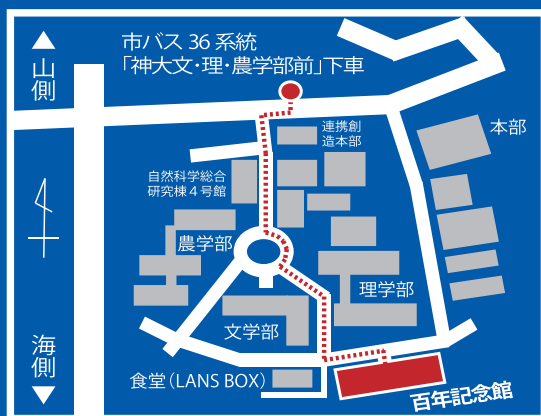 市バス 36 系統
「神大文・理・農学部前」下車
▲
山
側
連携創
造本部
本部
自然科学総合
研究棟４号館
農学部
理学部
文学部
海
側
▼
食堂（LANS BOX）
百年記念館